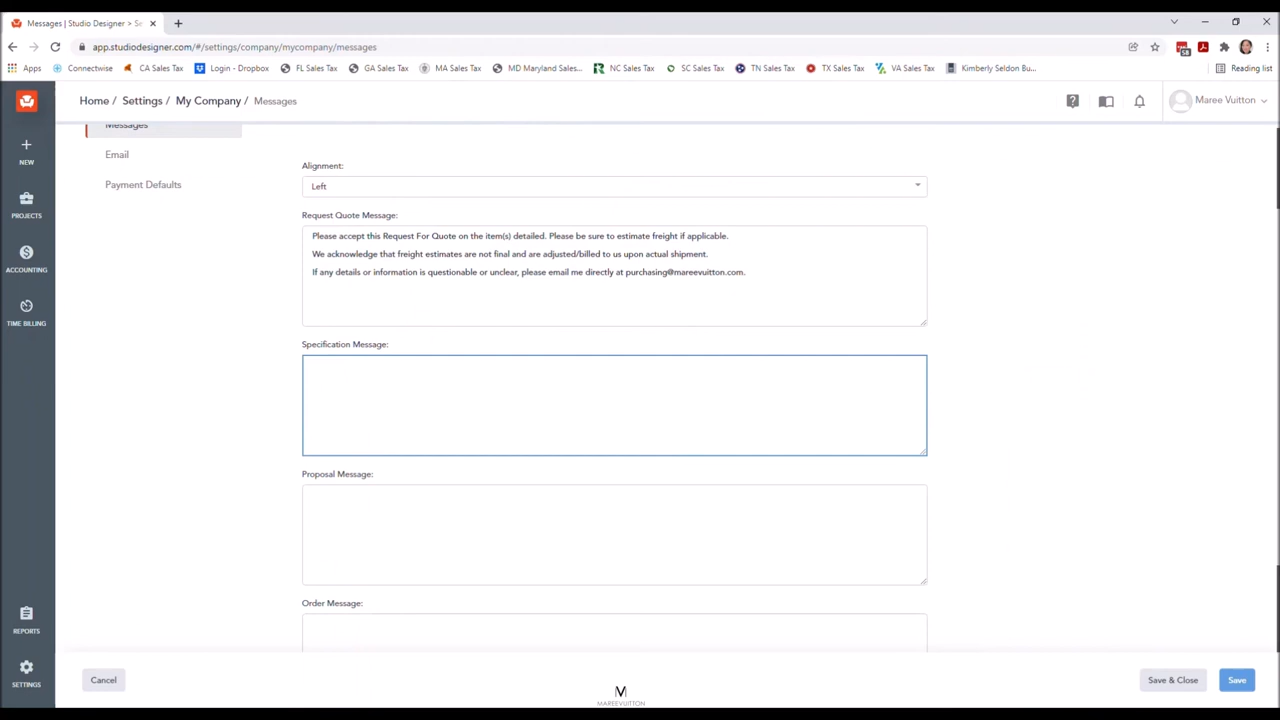 Messages | Studio Designer > Se
app.studiodesigner.com/#/settings/company/mycompany/messages
Apps
Connectwise
CA Sales Tax
Login - Dropbox
FL Sales Tax
GA Sales Tax
MA Sales Tax
MD Maryland Sales...
NC Sales Tax
SC Sales Tax
TN Sales Tax
TX Sales Tax
VA Sales Tax
Kimberly Seldon Bu...
Reading list
Home / Settings / My Company / Messages
Maree Vuitton
NEW
PROJECTS
ACCOUNTING
TIME BILLING
REPORTS
SETTINGS
Messages
Email
Payment Defaults
Alignment:
Left
Request Quote Message:
Please accept this Request For Quote on the item(s) detailed. Please be sure to estimate freight if applicable.
We acknowledge that freight estimates are not final and are adjusted/billed to us upon actual shipment.
If any details or information is questionable or unclear, please email me directly at purchasing@mareevuitton.com.
Specification Message:
Proposal Message:
Order Message:
Cancel
MAREEVUITTON
Save & Close
Save